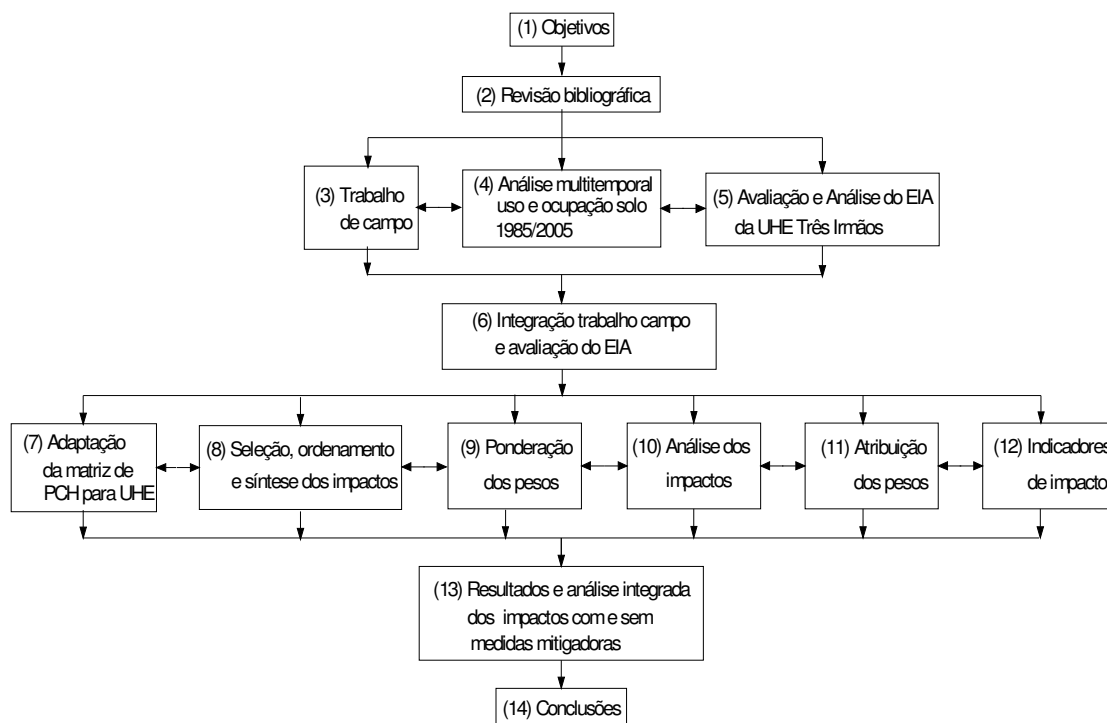 (1) Objetivos
(2) Revisão bibliográfica
(3) Trabalho
de campo
(4) Análise multitemporal
uso e ocupação solo
1985/2005
(5) Avaliação e Análise do EIA
da UHE Três Irmãos
(6) Integração trabalho campo
e avaliação do EIA
(7) Adaptação
da matriz de
PCH para UHE
(8) Seleção, ordenamento
e síntese dos impactos
(9) Ponderação
dos pesos
(10) Análise dos
impactos
(11) Atribuição
dos pesos
(12) Indicadores
de impacto
(13) Resultados e análise integrada
dos impactos com e sem
medidas mitigadoras
(14) Conclusões